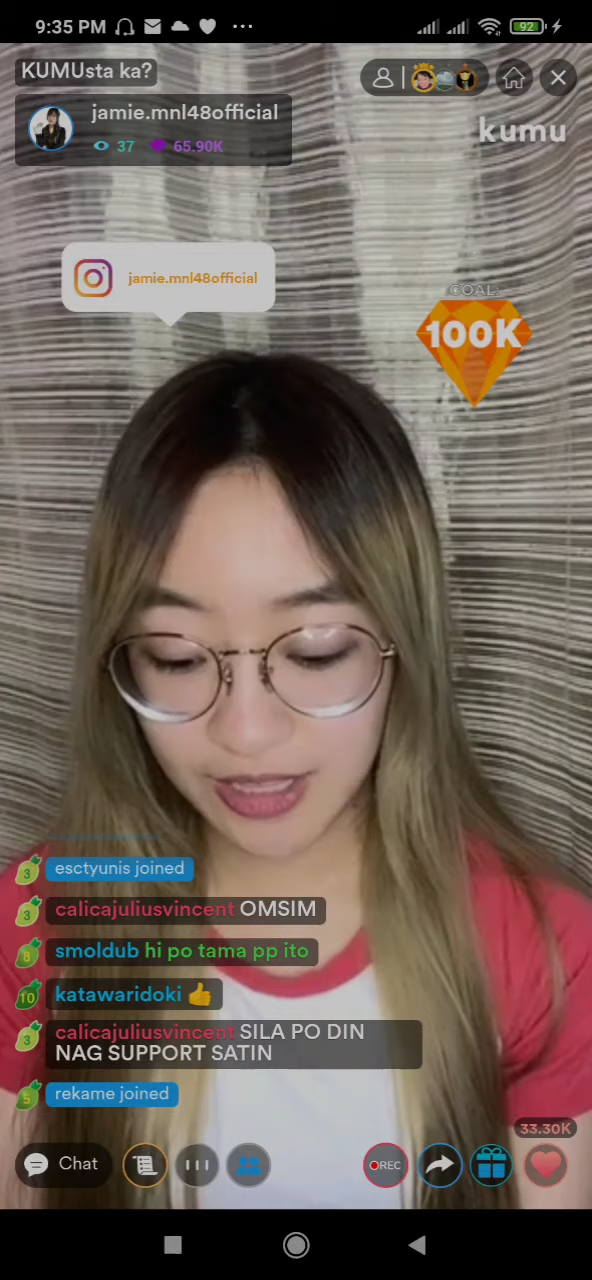 9:35 PM
92
KUMUsta ka?
jamie.mnl48official
37 65.90K
kumu
jamie.mnl48official
GOAL:
100K
3 esctyunis joined
3 calicajuliusvincent OMSIM
8 smoldub hi po tama pp ito
10 katawaridoki 👍
3 calicajuliusvincent SILA PO DIN
NAG SUPPORT SATIN
5 rekame joined
33.30K
Chat
REC